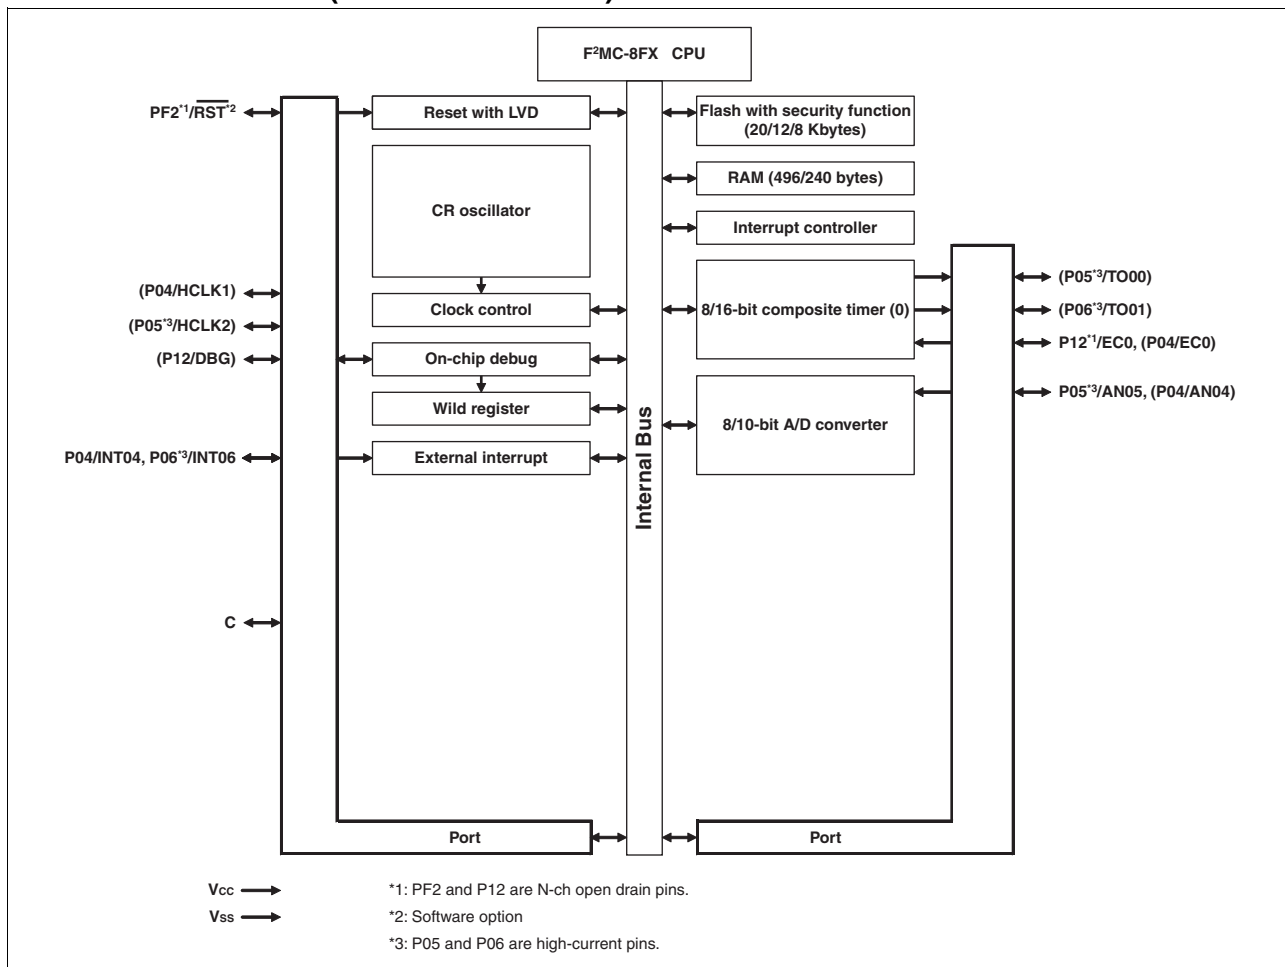 F²MC-8FX CPU
PF2*1/RST*2
Reset with LVD
Flash with security function
(20/12/8 Kbytes)
RAM (496/240 bytes)
CR oscillator
Interrupt controller
(P04/HCLK1)
Clock control
(P05*3/HCLK2)
8/16-bit composite timer (0)
(P05*3/TO00)
(P06*3/TO01)
P12*1/EC0, (P04/EC0)
(P12/DBG)
On-chip debug
P05*3/AN05, (P04/AN04)
Wild register
8/10-bit A/D converter
P04/INT04, P06*3/INT06
External interrupt
Internal Bus
C
Port
Port
Vcc
*1: PF2 and P12 are N-ch open drain pins.
Vss
*2: Software option
*3: P05 and P06 are high-current pins.